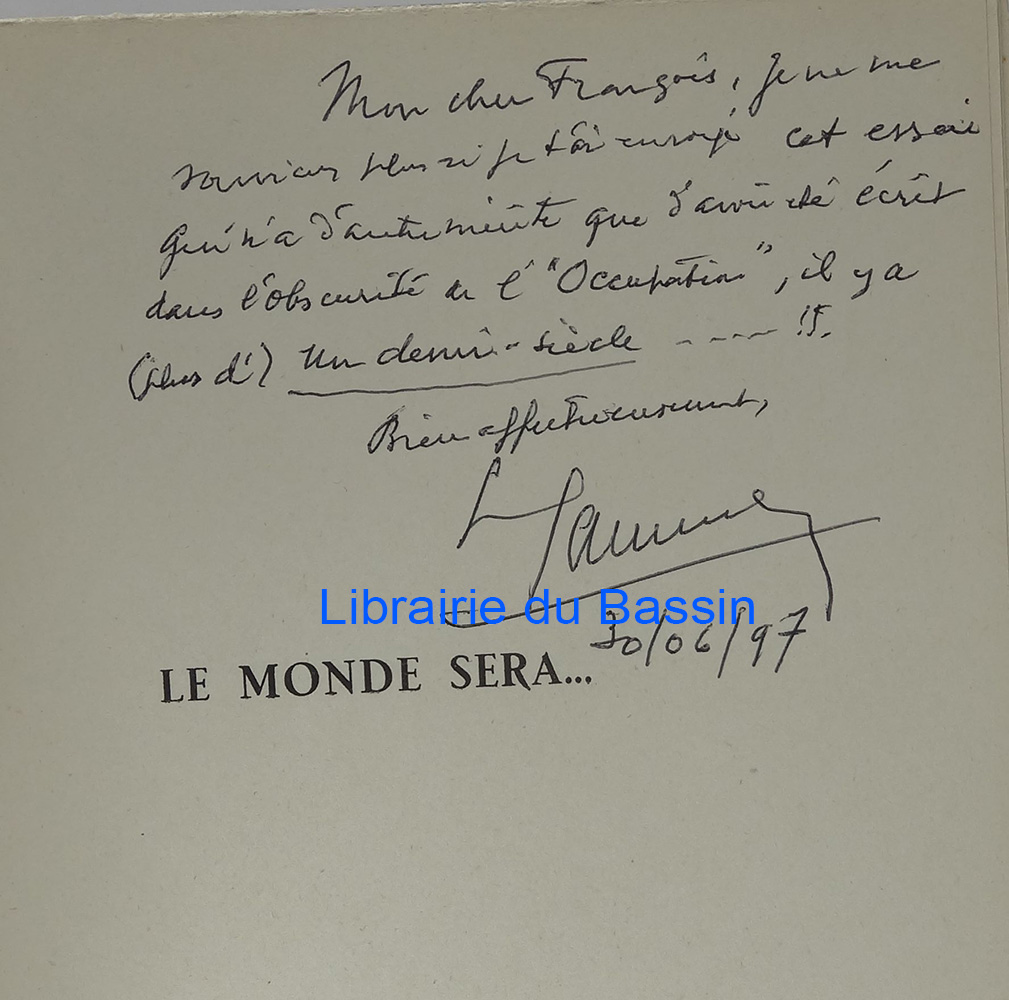 Mon cher François, je ne me
souviens plus si je t'ai envoyé cet essai
qui n'a d'autre mérite que d'avoir été écrit
dans l'obscurité de l'"Occupation", il y a
(plus d') un demi-siècle ---- !!.
Bien affectueusement,
Librairie du Bassin
30/06/97
LE MONDE SERA...